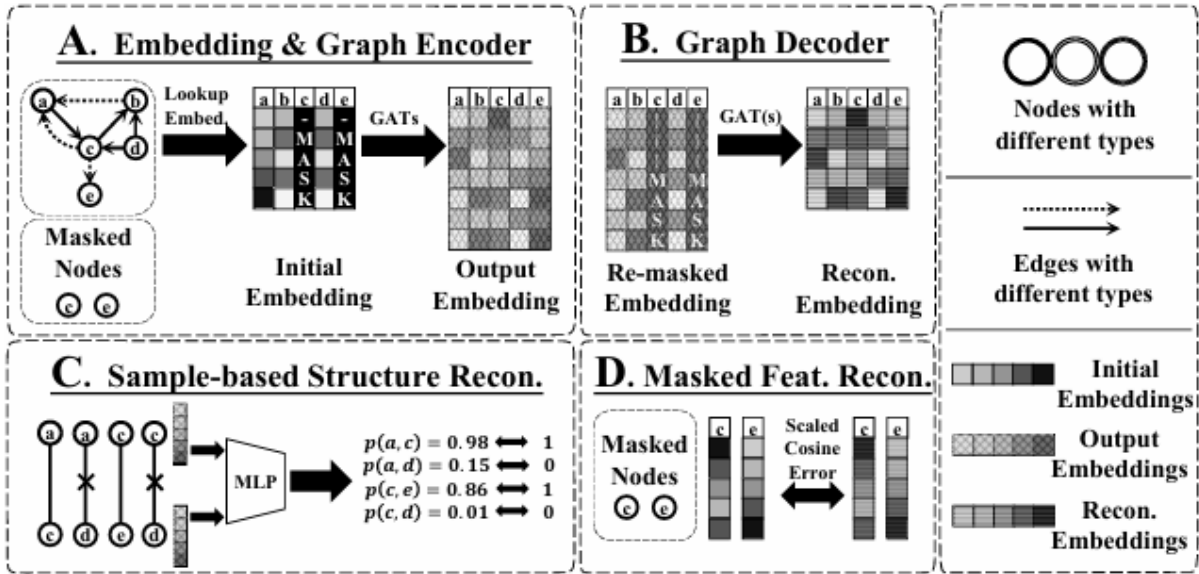 A. Embedding & Graph Encoder
a
b
c
d
e
Lookup
Embed.
a b c d e
- M A S K
- M A S K
GATs
a b c d e
Masked
Nodes
c e
Initial
Embedding
Output
Embedding
B. Graph Decoder
a b c d e
M A S K
M A S K
GAT(s)
a b c d e
Re-masked
Embedding
Recon.
Embedding
Nodes with
different types
Edges with
different types
Initial
Embeddings
Output
Embeddings
Recon.
Embeddings
C. Sample-based Structure Recon.
a a c c
c d e d
MLP
p(a, c) = 0.98 1
p(a, d) = 0.15 0
p(c, e) = 0.86 1
p(c, d) = 0.01 0
D. Masked Feat. Recon.
Masked
Nodes
c e
c e
Scaled
Cosine
Error
c e